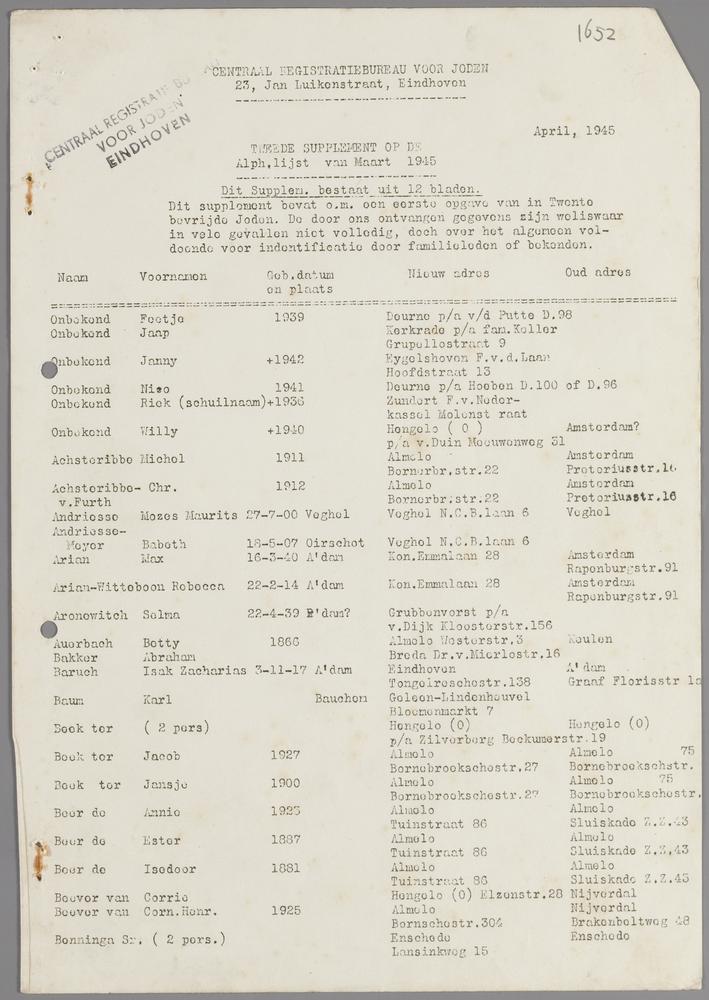 1652
CENTRAAL REGISTRATIEBUREAU VOOR JODEN
23, Jan Luikenstraat, Eindhoven
CENTRAAL REGISTRATIE
VOOR JODEN
EINDHOVEN
April, 1945
TWEEDE SUPPLEMENT OP DE
Alph.lijst van Maart 1945
Dit Supplem. bestaat uit 12 bladen.
Dit supplement bevat o.m. een eerste opgave van in Twente
bevrijde Joden. De door ons ontvangen gegevens zijn weliswaar
in vele gevallen niet volledig, doch over het algemeen vol-
doende voor indentificatie door familieleden of bekenden.
Naam Voornamen Geb.datum Nieuw adres Oud adres
en plaats
Onbekend Feetje 1939 Deurne p/a v/d Putte D.98
Onbekend Jaap Kerkrade p/a fam.Keller
Grupellostraat 9
Onbekend Janny +1942 Eygelshoven F.v.d.Laan
Hoofdstraat 13
Onbekend Nico 1941 Deurne p/a Hoeben D.100 of D.96
Onbekend Riek (schuilnaam)+1936 Zundert F.v.Neder-
kassel Molenst raat
Onbekend Willy +1940 Hengelo ( O ) Amsterdam?
p/a v.Duin Meeuwenweg 31
Achsteribbe Michel 1911 Almelo Amsterdam
Bornerbr.str.22 Pretoriusstr.16
Achsteribbe- Chr. 1912 Almelo Amsterdam
v.Furth Bornerbr.str.22 Pretoriusstr.16
Andriesse Mozes Maurits 27-7-00 Veghel Veghel N.C.B.laan 6 Veghel
Andriesse-
Meyer Babeth 18-5-07 Oirschot Veghel N.C.B.laan 6
Arian Max 16-3-40 A'dam Kon.Emmalaan 28 Amsterdam
Rapenburgstr.91
Arian-Witteboon Rebecca 22-2-14 A'dam Kon.Emmalaan 28 Amsterdam
Rapenburgstr.91
Aronowitch Selma 22-4-39 R'dam? Grubbenvorst p/a
v.Dijk Kloosterstr.156
Auerbach Betty 1866 Almelo Westerstr.3 Keulen
Bakker Abraham Breda Dr.v.Mierlostr.16
Baruch Isak Zacharias 3-11-17 A'dam Eindhoven A'dam
Tongelreschestr.138 Graaf Florisstr
Baum Karl Bauchem Geleen-Lindenheuvel
Bloemenmarkt 7
Beek ter ( 2 pers) Hengelo (O) Hengelo (O)
p/a Zilverberg Beckumerstr.19
Beek ter Jacob 1927 Almelo Almelo 75
Bornebroekschestr.27 Bornebroekschstr.
Beek ter Jansje 1900 Almelo Almelo 75
Bornebroekschestr.27 Bornebroekschestr.
Beer de Annie 1923 Almelo Almelo
Tuinstraat 86 Sluiskade Z.Z.43
Beer de Ester 1887 Almelo Almelo
Tuinstraat 86 Sluiskade Z.Z.43
Beer de Isedoor 1881 Almelo Almelo
Tuinstraat 86 Sluiskade Z.Z.43
Beever van Corrie Hengelo (O) Elzenstr.28 Nijverdal
Beever van Corn.Henr. 1925 Almelo Nijverdal
Bornschestr.304 Brakenbeltweg 48
Benninga Sr. ( 2 pers.) Enschede Enschede
Lansinkweg 15